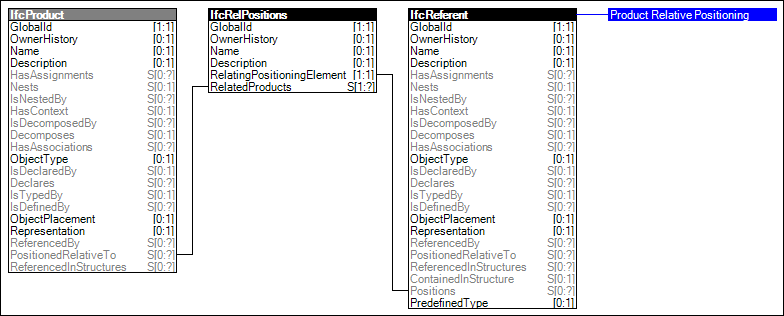 IfcProduct
GlobalId [1:1]
OwnerHistory [0:1]
Name [0:1]
Description [0:1]
HasAssignments S[0:?]
Nests S[0:1]
IsNestedBy S[0:?]
HasContext S[0:1]
IsDecomposedBy S[0:?]
Decomposes S[0:1]
HasAssociations S[0:?]
ObjectType [0:1]
IsDeclaredBy S[0:1]
Declares S[0:?]
IsTypedBy S[0:1]
IsDefinedBy S[0:?]
ObjectPlacement [0:1]
Representation [0:1]
ReferencedBy S[0:?]
PositionedRelativeTo S[0:?]
ReferencedInStructures S[0:?]
IfcRelPositions
GlobalId [1:1]
OwnerHistory [0:1]
Name [0:1]
Description [0:1]
RelatingPositioningElement [1:1]
RelatedProducts S[1:?]
IfcReferent
GlobalId [1:1]
OwnerHistory [0:1]
Name [0:1]
Description [0:1]
HasAssignments S[0:?]
Nests S[0:1]
IsNestedBy S[0:?]
HasContext S[0:1]
IsDecomposedBy S[0:?]
Decomposes S[0:1]
HasAssociations S[0:?]
ObjectType [0:1]
IsDeclaredBy S[0:1]
Declares S[0:?]
IsTypedBy S[0:1]
IsDefinedBy S[0:?]
ObjectPlacement [0:1]
Representation [0:1]
ReferencedBy S[0:?]
PositionedRelativeTo S[0:?]
ReferencedInStructures S[0:?]
ContainedInStructure S[0:1]
Positions S[0:?]
PredefinedType [0:1]
Product Relative Positioning